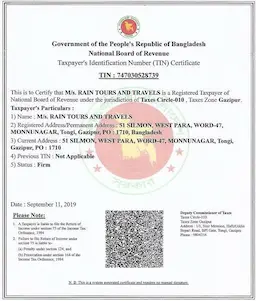 Government of the People's Republic of Bangladesh
National Board of Revenue
Taxpayer's Identification Number (TIN) Certificate
TIN : 747030528739
This is to Certify that M/s. RAIN TOURS AND TRAVELS is a Registered Taxpayer of
National Board of Revenue under the jurisdiction of Taxes Circle-010 , Taxes Zone Gazipur.
Taxpayer's Particulars :
1) Name : M/s. RAIN TOURS AND TRAVELS
2) Registered Address/Permanent Address : 51 SILMON, WEST PARA, WORD-47,
MONNUNAGAR, Tongi, Gazipur, PO : 1710, Bangladesh
3) Current Address : 51 SILMON, WEST PARA, WORD-47, MONNUNAGAR, Tongi,
Gazipur, PO : 1710
4) Previous TIN : Not Applicable
5) Status : Firm
Date : September 11, 2019
Please Note:
1. A Taxpayer is liable to file the Return of
Income under section 75 of the Income Tax
Ordinance, 1984
2. Failure to file Return of Income under
section 75 is liable to-
(a) Penalty under section 124; and
(b) Prosecution under section 164 of the
Income Tax Ordinance, 1984
Deputy Commissioner of Taxes
Taxes Circle-010
Taxes Zone Gazipur
N. B: This is a system generated certificate and requires no manual signature.